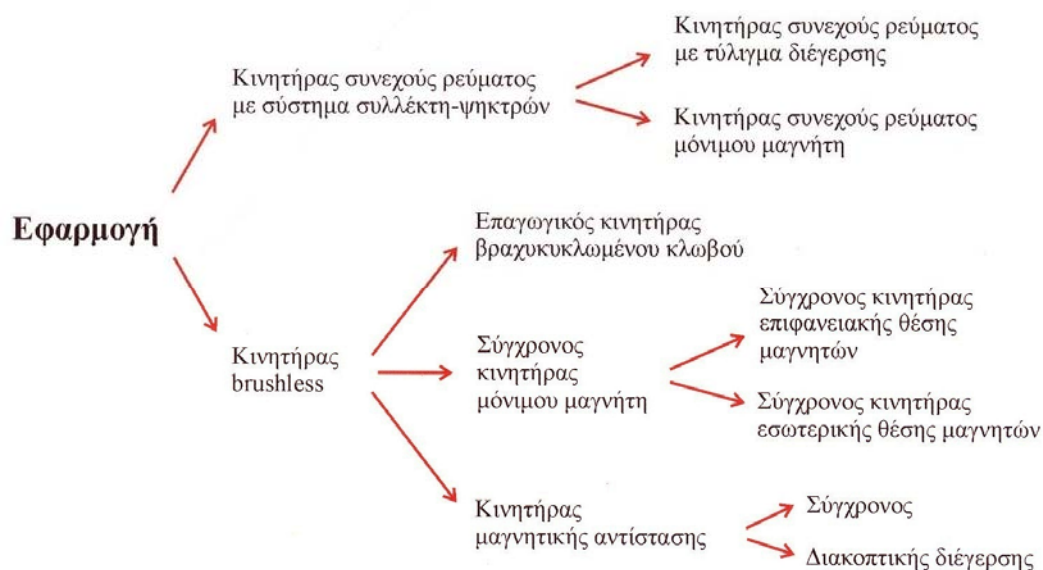 Κινητήρας συνεχούς ρεύματος
με τύλιγμα διέγερσης
Κινητήρας συνεχούς ρεύματος
με σύστημα συλλέκτη-ψηκτρών
Κινητήρας συνεχούς ρεύματος
μόνιμου μαγνήτη
Εφαρμογή
Επαγωγικός κινητήρας
βραχυκυκλωμένου κλωβού
Κινητήρας
brushless
Σύγχρονος
κινητήρας
μόνιμου μαγνήτη
Σύγχρονος κινητήρας
επιφανειακής θέσης
μαγνητών
Σύγχρονος κινητήρας
εσωτερικής θέσης μαγνητών
Κινητήρας
μαγνητικής αντίστασης
Σύγχρονος
Διακοπτικής διέγερσης